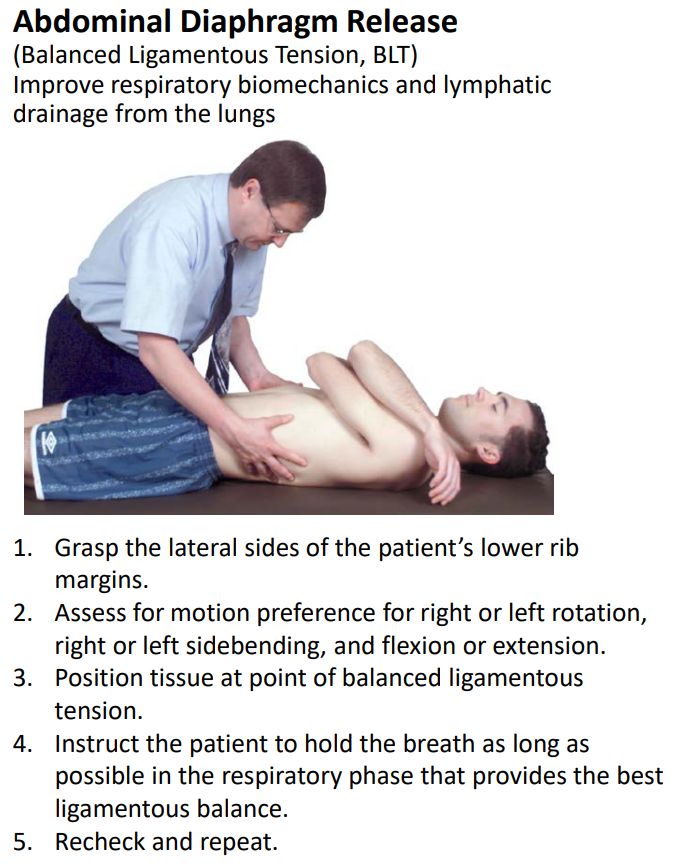 Abdominal Diaphragm Release
(Balanced Ligamentous Tension, BLT)
Improve respiratory biomechanics and lymphatic
drainage from the lungs
1. Grasp the lateral sides of the patient’s lower rib
margins.
2. Assess for motion preference for right or left rotation,
right or left sidebending, and flexion or extension.
3. Position tissue at point of balanced ligamentous
tension.
4. Instruct the patient to hold the breath as long as
possible in the respiratory phase that provides the best
ligamentous balance.
5. Recheck and repeat.